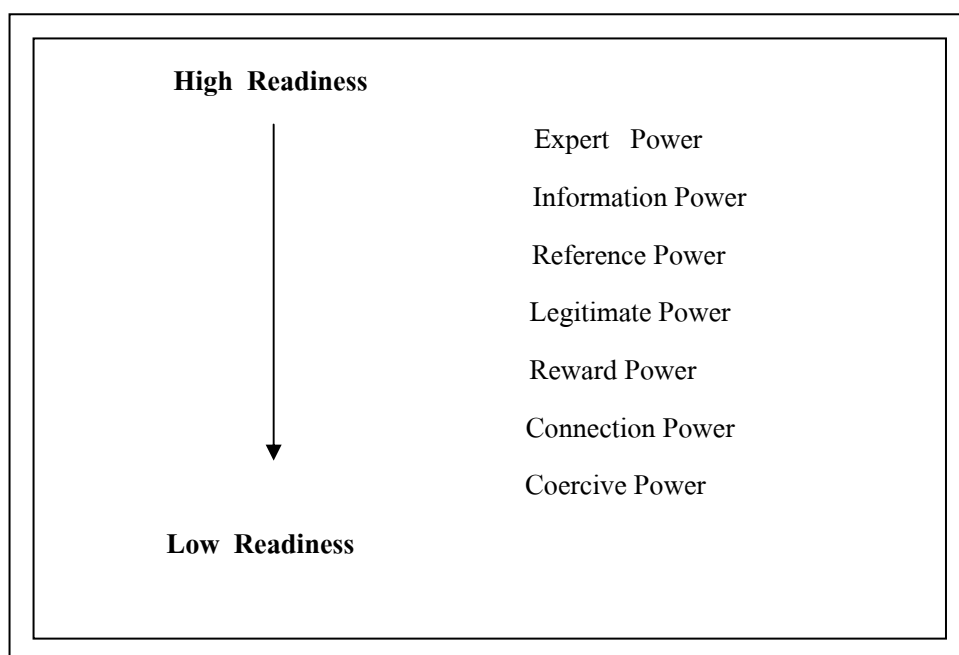 High Readiness
Expert Power
Information Power
Reference Power
Legitimate Power
Reward Power
Connection Power
Coercive Power
Low Readiness